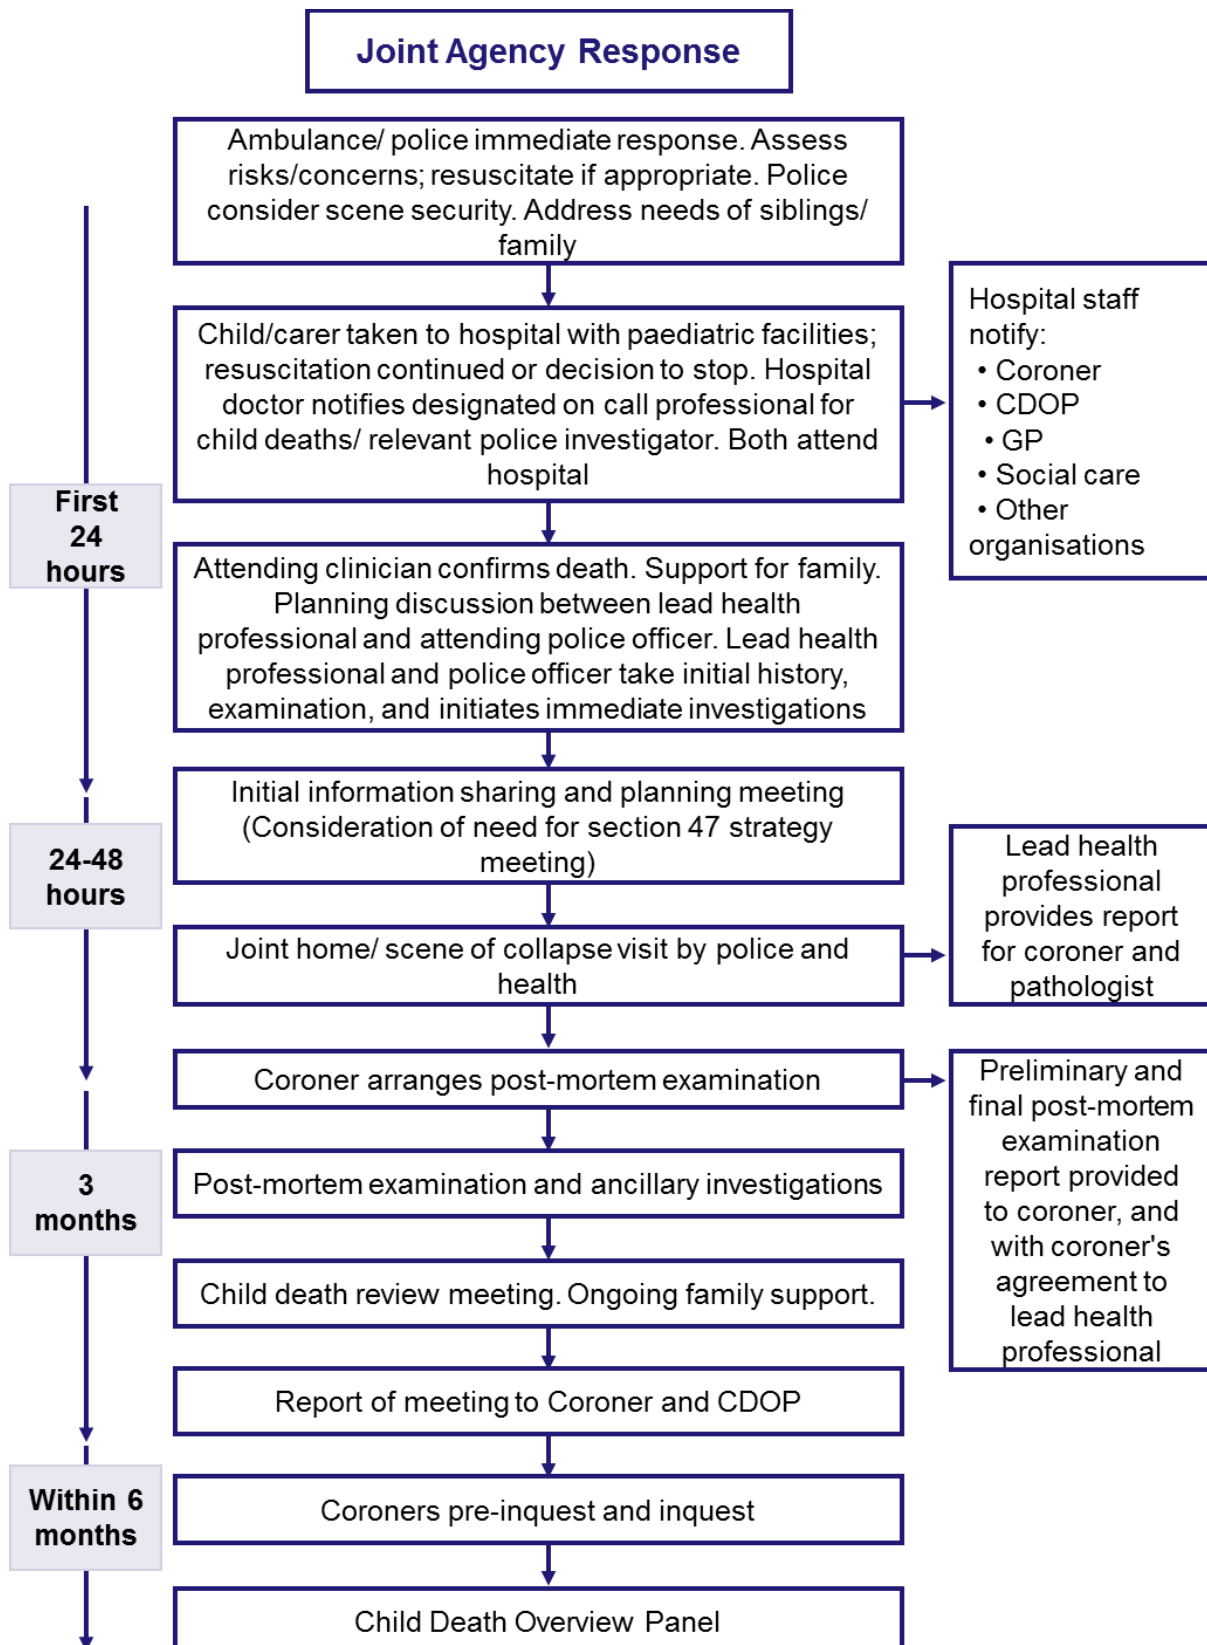 Joint Agency Response
Ambulance/ police immediate response. Assess
risks/concerns; resuscitate if appropriate. Police
consider scene security. Address needs of siblings/
family
Child/carer taken to hospital with paediatric facilities;
resuscitation continued or decision to stop. Hospital
doctor notifies designated on call professional for
child deaths/ relevant police investigator. Both attend
hospital
Hospital staff
notify:
• Coroner
• CDOP
• GP
• Social care
• Other
organisations
First
24
hours
Attending clinician confirms death. Support for family.
Planning discussion between lead health
professional and attending police officer. Lead health
professional and police officer take initial history,
examination, and initiates immediate investigations
24-48
hours
Initial information sharing and planning meeting
(Consideration of need for section 47 strategy
meeting)
Joint home/ scene of collapse visit by police and
health
Lead health
professional
provides report
for coroner and
pathologist
Coroner arranges post-mortem examination
Preliminary and
final post-mortem
examination
report provided
to coroner, and
with coroner's
agreement to
lead health
professional
3
months
Post-mortem examination and ancillary investigations
Child death review meeting. Ongoing family support.
Report of meeting to Coroner and CDOP
Within 6
months
Coroners pre-inquest and inquest
Child Death Overview Panel